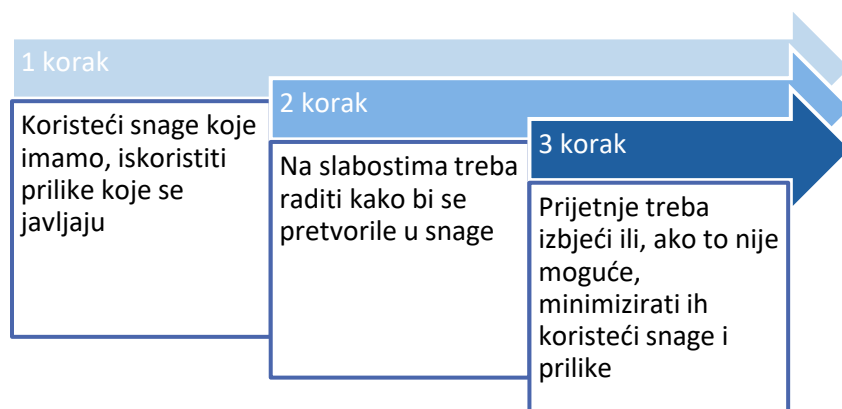 1 korak
Koristeći snage koje
imamo, iskoristiti
prilike koje se
javljaju
2 korak
Na slabostima treba
raditi kako bi se
pretvorile u snage
3 korak
Prijetnje treba
izbjeći ili, ako to nije
moguće,
minimizirati ih
koristeći snage i
prilike